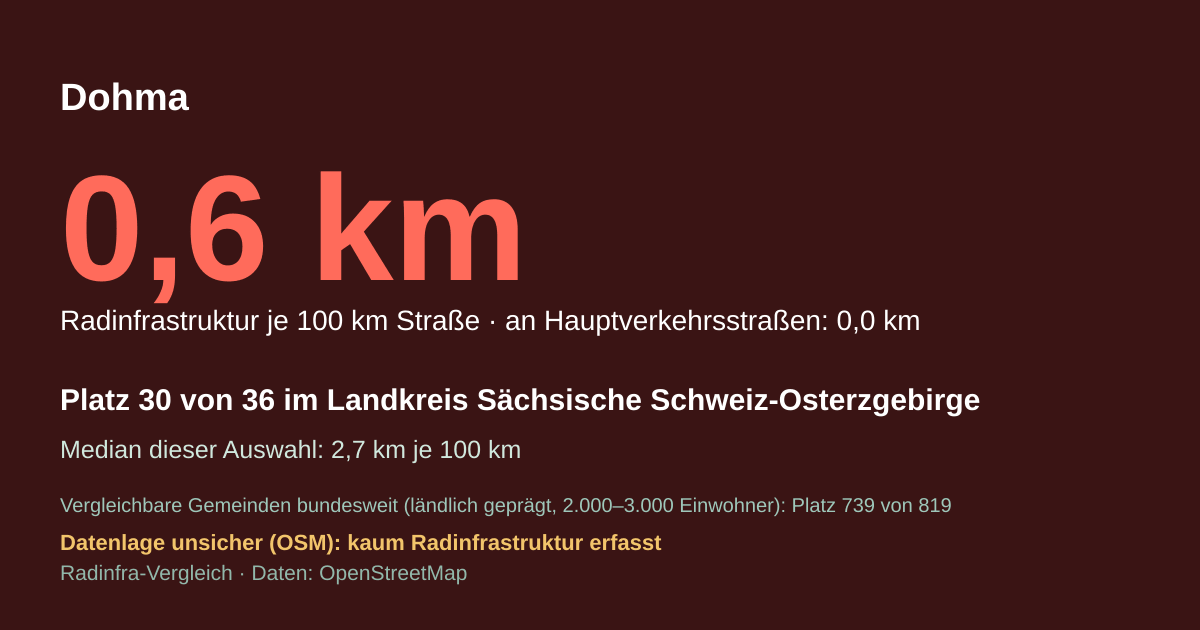 Dohma
0,6 km
Radinfrastruktur je 100 km Straße · an Hauptverkehrsstraßen: 0,0 km
Platz 30 von 36 im Landkreis Sächsische Schweiz-Osterzgebirge
Median dieser Auswahl: 2,7 km je 100 km
Vergleichbare Gemeinden bundesweit (ländlich geprägt, 2.000–3.000 Einwohner): Platz 739 von 819
Datenlage unsicher (OSM): kaum Radinfrastruktur erfasst
Radinfra-Vergleich · Daten: OpenStreetMap